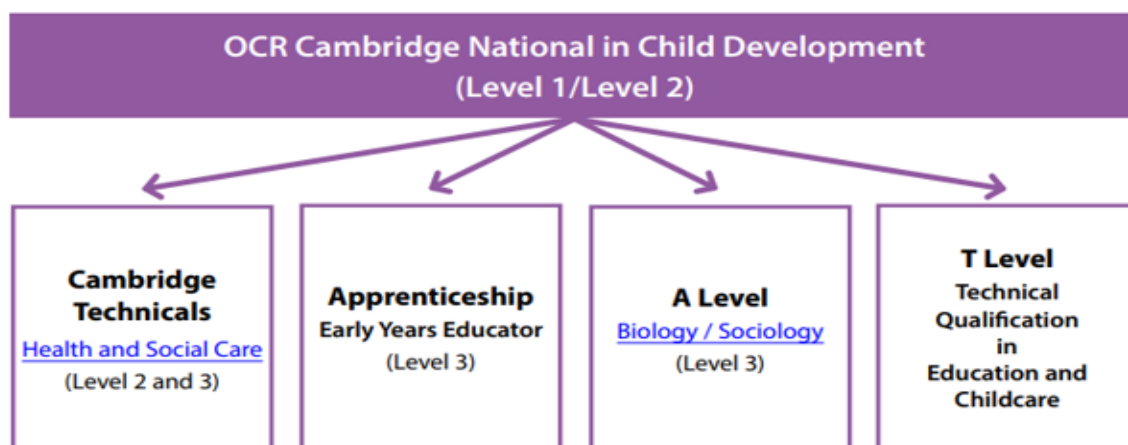 OCR Cambridge National in Child Development
(Level 1/Level 2)
Cambridge
Technicals
Health and Social Care
(Level 2 and 3)
Apprenticeship
Early Years Educator
(Level 3)
A Level
Biology / Sociology
(Level 3)
T Level
Technical
Qualification
in
Education and
Childcare